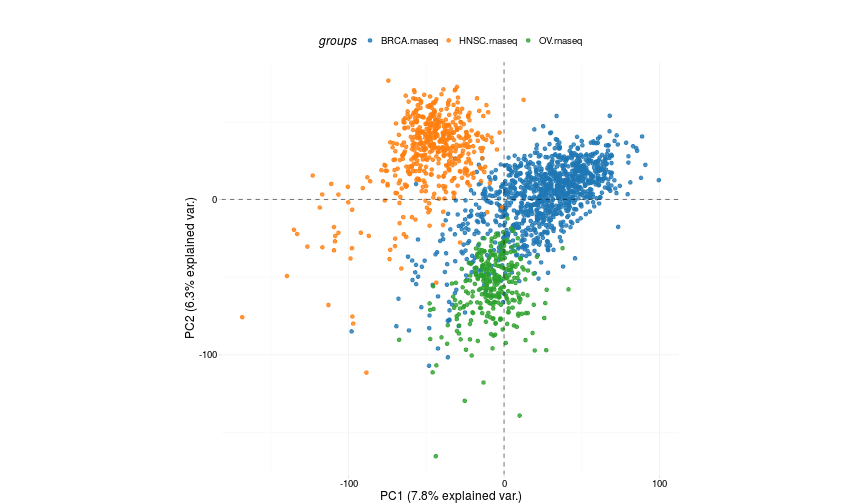 groups BRCA.rnaseq HNSC.rnaseq OV.rnaseq
PC2 (6.3% explained var.)
0
-100
-100 0 100
PC1 (7.8% explained var.)